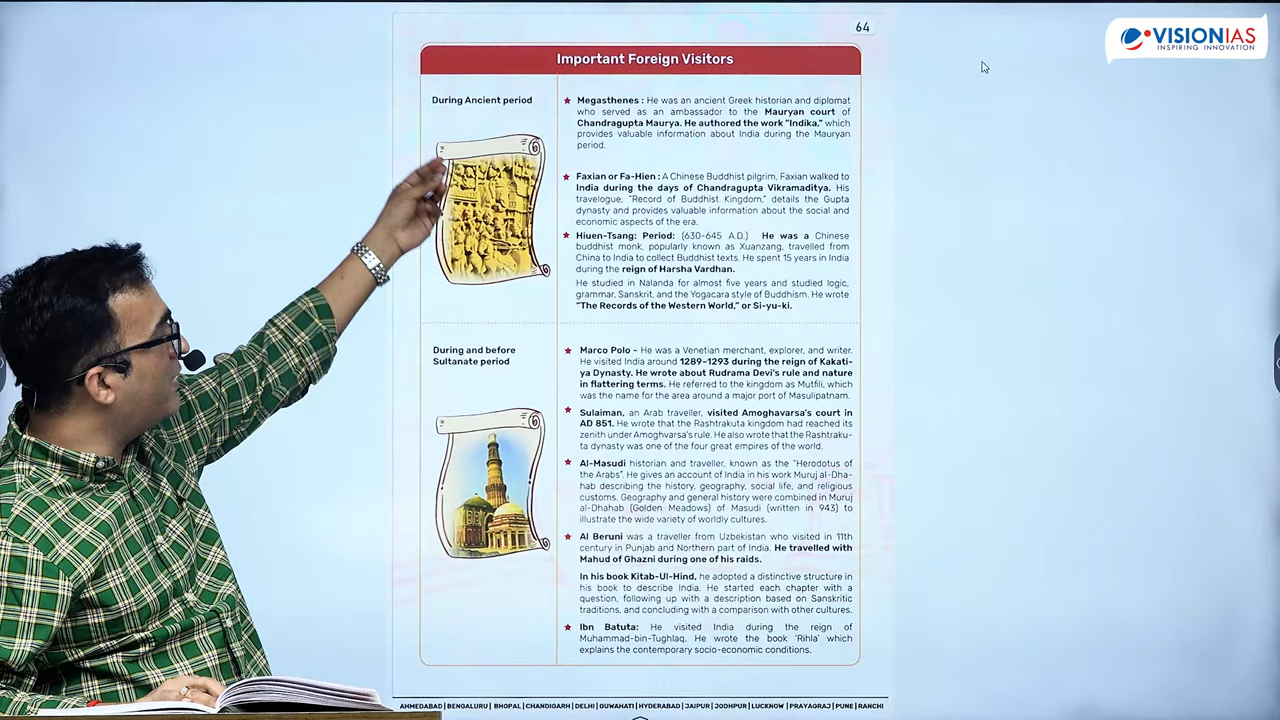 64
VISIONIAS
INSPIRING INNOVATION
Important Foreign Visitors
During Ancient period
★ Megasthenes : He was an ancient Greek historian and diplomat
who served as an ambassador to the Mauryan court of
Chandragupta Maurya. He authored the work "Indika," which
provides valuable information about India during the Mauryan
period.
★ Faxian or Fa-Hien : A Chinese Buddhist pilgrim, Faxian walked to
India during the days of Chandragupta Vikramaditya. His
travelogue, "Record of Buddhist Kingdom," details the Gupta
dynasty and provides valuable information about the social and
economic aspects of the era.
★ Hiuen-Tsang: Period: (630-645 A.D.) He was a Chinese
buddhist monk, popularly known as Xuanzang, travelled from
China to India to collect Buddhist texts. He spent 15 years in India
during the reign of Harsha Vardhan.
He studied in Nalanda for almost five years and studied logic,
grammar, Sanskrit, and the Yogacara style of Buddhism. He wrote
"The Records of the Western World," or Si-yu-ki.
During and before
Sultanate period
★ Marco Polo - He was a Venetian merchant, explorer, and writer.
He visited India around 1289-1293 during the reign of Kakati-
ya Dynasty. He wrote about Rudrama Devi's rule and nature
in flattering terms. He referred to the kingdom as Mutfili, which
was the name for the area around a major port of Masulipatnam.
★ Sulaiman, an Arab traveller, visited Amoghavarsa's court in
AD 851. He wrote that the Rashtrakuta kingdom had reached its
zenith under Amoghvarsa's rule. He also wrote that the Rashtraku-
ta dynasty was one of the four great empires of the world.
★ Al-Masudi historian and traveller, known as the "Herodotus of
the Arabs". He gives an account of India in his work Muruj al-Dha-
hab describing the history, geography, social life, and religious
customs. Geography and general history were combined in Muruj
al-Dhahab (Golden Meadows) of Masudi (written in 943) to
illustrate the wide variety of worldly cultures.
★ Al Beruni was a traveller from Uzbekistan who visited in 11th
century in Punjab and Northern part of India. He travelled with
Mahud of Ghazni during one of his raids.
In his book Kitab-Ul-Hind, he adopted a distinctive structure in
his book to describe India. He started each chapter with a
question, following up with a description based on Sanskritic
traditions, and concluding with a comparison with other cultures.
★ Ibn Batuta: He visited India during the reign of
Muhammad-bin-Tughlaq. He wrote the book 'Rihla' which
explains the contemporary socio-economic conditions.
AHMEDABAD | BENGALURU | BHOPAL | CHANDIGARH | DELHI | GUWAHATI | HYDERABAD | JAIPUR | JODHPUR | LUCKNOW | PRAYAGRAJ | PUNE | RANCHI